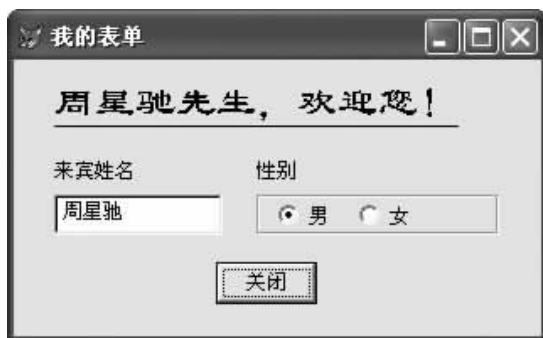 我的表单
周星驰先生，欢迎您！
来宾姓名 性别
周星驰 男 女
关闭